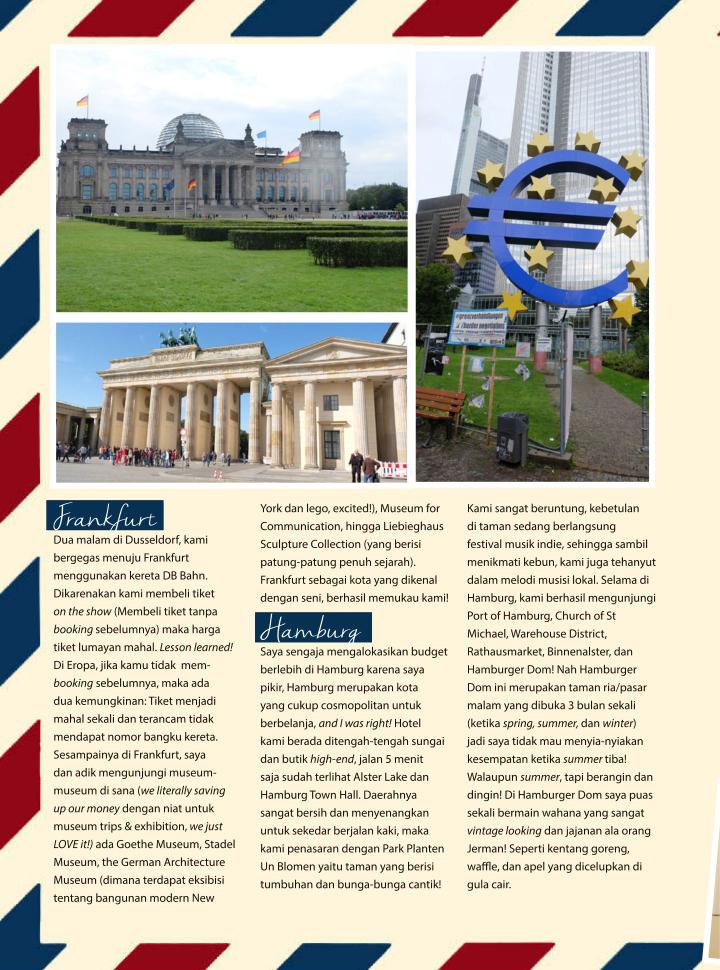 #grenzverhandlungen
Frankfurt
Dua malam di Dusseldorf, kami
bergegas menuju Frankfurt
menggunakan kereta DB Bahn.
Dikarenakan kami membeli tiket
on the show (Membeli tiket tanpa
booking sebelumnya) maka harga
tiket lumayan mahal. Lesson learned!
Di Eropa, jika kamu tidak mem-
booking sebelumnya, maka ada
dua kemungkinan: Tiket menjadi
mahal sekali dan terancam tidak
mendapat nomor bangku kereta.
Sesampainya di Frankfurt, saya
dan adik mengunjungi museum-
museum di sana (we literally saving
up our money dengan niat untuk
museum trips & exhibition, we just
LOVE it!) ada Goethe Museum, Stadel
Museum, the German Architecture
Museum (dimana terdapat eksibisi
tentang bangunan modern New
York dan lego, excited!), Museum for
Communication, hingga Liebieghaus
Sculpture Collection (yang berisi
patung-patung penuh sejarah).
Frankfurt sebagai kota yang dikenal
dengan seni, berhasil memukau kami!
Hamburg
Saya sengaja mengalokasikan budget
berlebih di Hamburg karena saya
pikir, Hamburg merupakan kota
yang cukup cosmopolitan untuk
berbelanja, and I was right! Hotel
kami berada ditengah-tengah sungai
dan butik high-end, jalan 5 menit
saja sudah terlihat Alster Lake dan
Hamburg Town Hall. Daerahnya
sangat bersih dan menyenangkan
untuk sekedar berjalan kaki, maka
kami penasaran dengan Park Planten
Un Blomen yaitu taman yang berisi
tumbuhan dan bunga-bunga cantik!
Kami sangat beruntung, kebetulan
di taman sedang berlangsung
festival musik indie, sehingga sambil
menikmati kebun, kami juga tehanyut
dalam melodi musisi lokal. Selama di
Hamburg, kami berhasil mengunjungi
Port of Hamburg, Church of St
Michael, Warehouse District,
Rathausmarket, Binnenalster, dan
Hamburger Dom! Nah Hamburger
Dom ini merupakan taman ria/pasar
malam yang dibuka 3 bulan sekali
(ketika spring, summer, dan winter)
jadi saya tidak mau menyia-nyiakan
kesempatan ketika summer tiba!
Walaupun summer, tapi berangin dan
dingin! Di Hamburger Dom saya puas
sekali bermain wahana yang sangat
vintage looking dan jajanan ala orang
Jerman! Seperti kentang goreng,
waffle, dan apel yang dicelupkan di
gula cair.